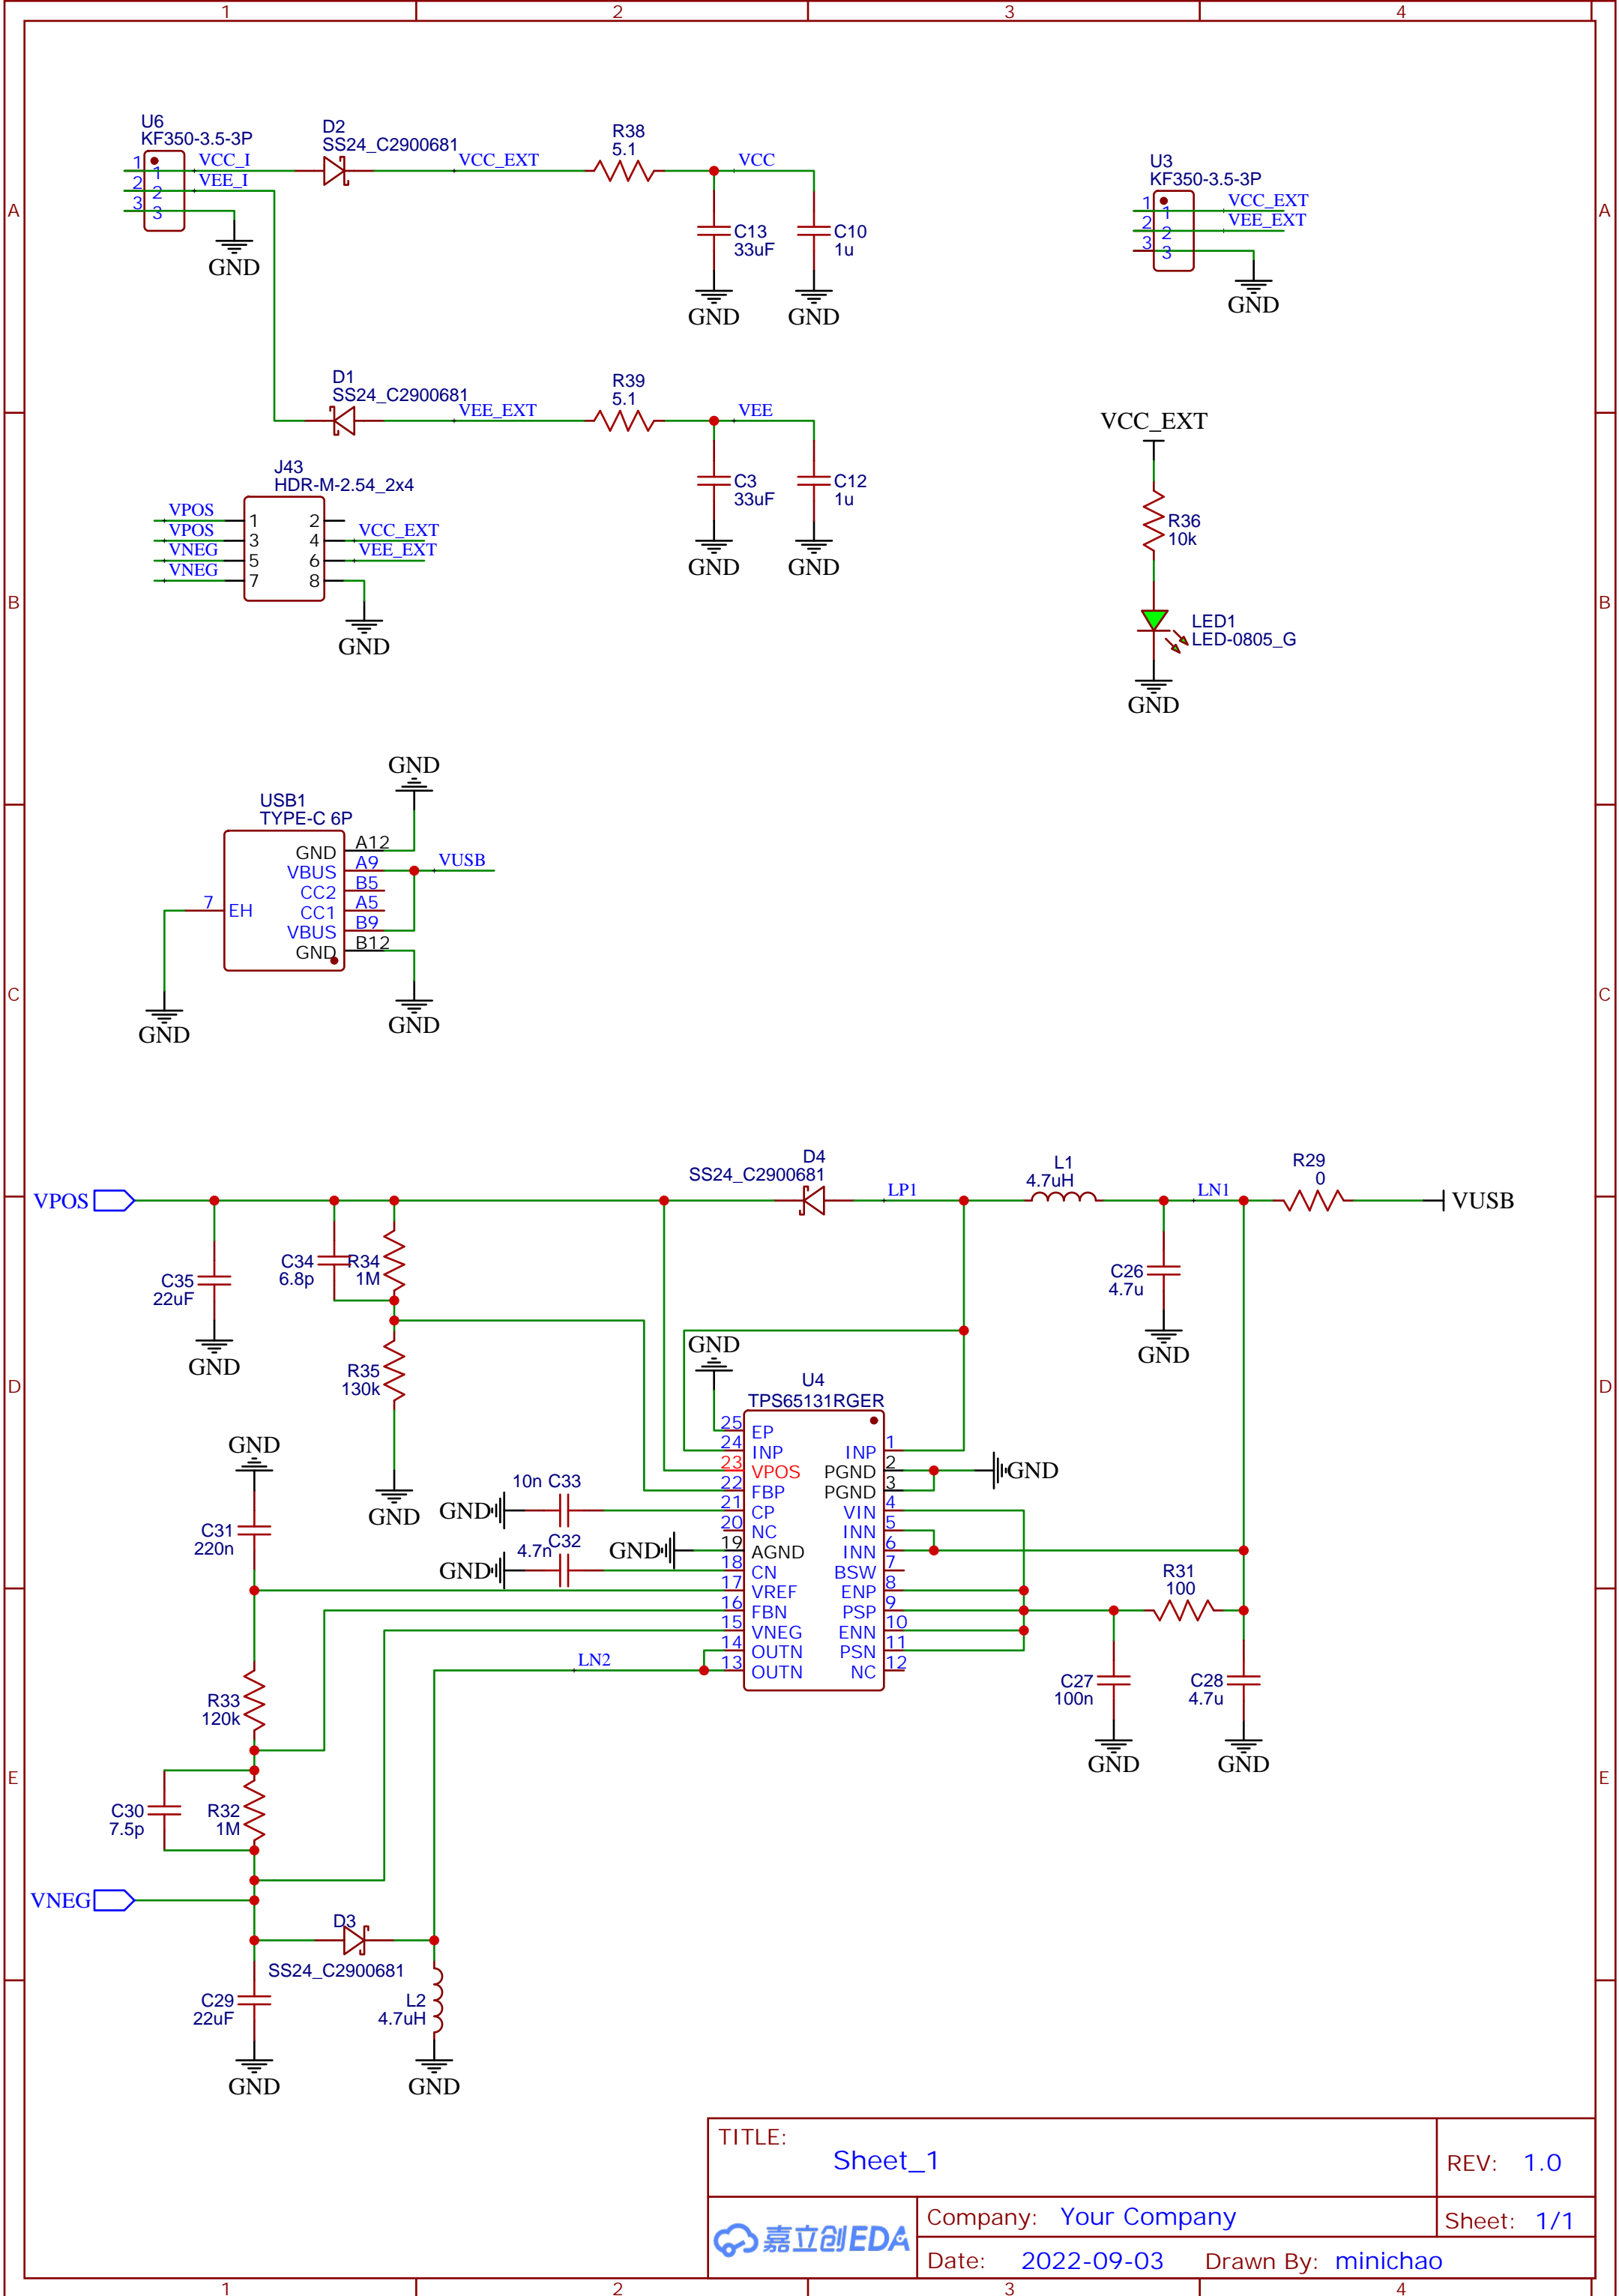 1 2 3 4
A A
B B
C C
D D
E E
U6
KF350-3.5-3P
1 1 VCC_I
2 2 VEE_I
3 3
GND
D2
SS24_C2900681
VCC_EXT
R38
5.1
VCC
C13
33uF
GND
C10
1u
GND
U3
KF350-3.5-3P
1 1 VCC_EXT
2 2 VEE_EXT
3 3
GND
D1
SS24_C2900681
VEE_EXT
R39
5.1
VEE
C3
33uF
GND
C12
1u
GND
VCC_EXT
R36
10k
LED1
LED-0805_G
GND
J43
HDR-M-2.54_2x4
VPOS 1 2
VPOS 3 4 VCC_EXT
VNEG 5 6 VEE_EXT
VNEG 7 8
GND
GND
USB1
TYPE-C 6P
GND A12
VBUS A9 VUSB
CC2 B5
7 EH CC1 A5
VBUS B9
GND B12
GND
GND
VPOS
D4
SS24_C2900681
LP1
L1
4.7uH
LN1
R29
0
VUSB
C35
22uF
GND
C34
6.8p
R34
1M
R35
130k
GND
C26
4.7u
GND
GND
U4
TPS65131RGER
25 EP
24 INP INP 1
23 VPOS PGND 2
22 FBP PGND 3
21 CP VIN 4
20 NC INN 5
19 AGND INN 6
18 CN BSW 7
17 VREF ENP 8
16 FBN PSP 9
15 VNEG ENN 10
14 OUTN PSN 11
13 OUTN NC 12
GND
10n C33
GND
4.7n C32
GND
GND
GND
C31
220n
R31
100
C27
100n
GND
C28
4.7u
GND
LN2
R33
120k
C30
7.5p
R32
1M
VNEG
D3
SS24_C2900681
C29
22uF
GND
L2
4.7uH
GND
TITLE:
Sheet_1
REV: 1.0
嘉立创EDA
Company: Your Company
Sheet: 1/1
Date: 2022-09-03 Drawn By: minichao
1 2 3 4